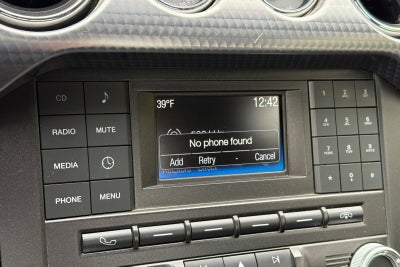 39°F 12:42
No phone found
Add Retry - Cancel
Direct
CD
RADIO MUTE
MEDIA
PHONE MENU
1 2 3
4 5 6
7 8 9
* 0 #